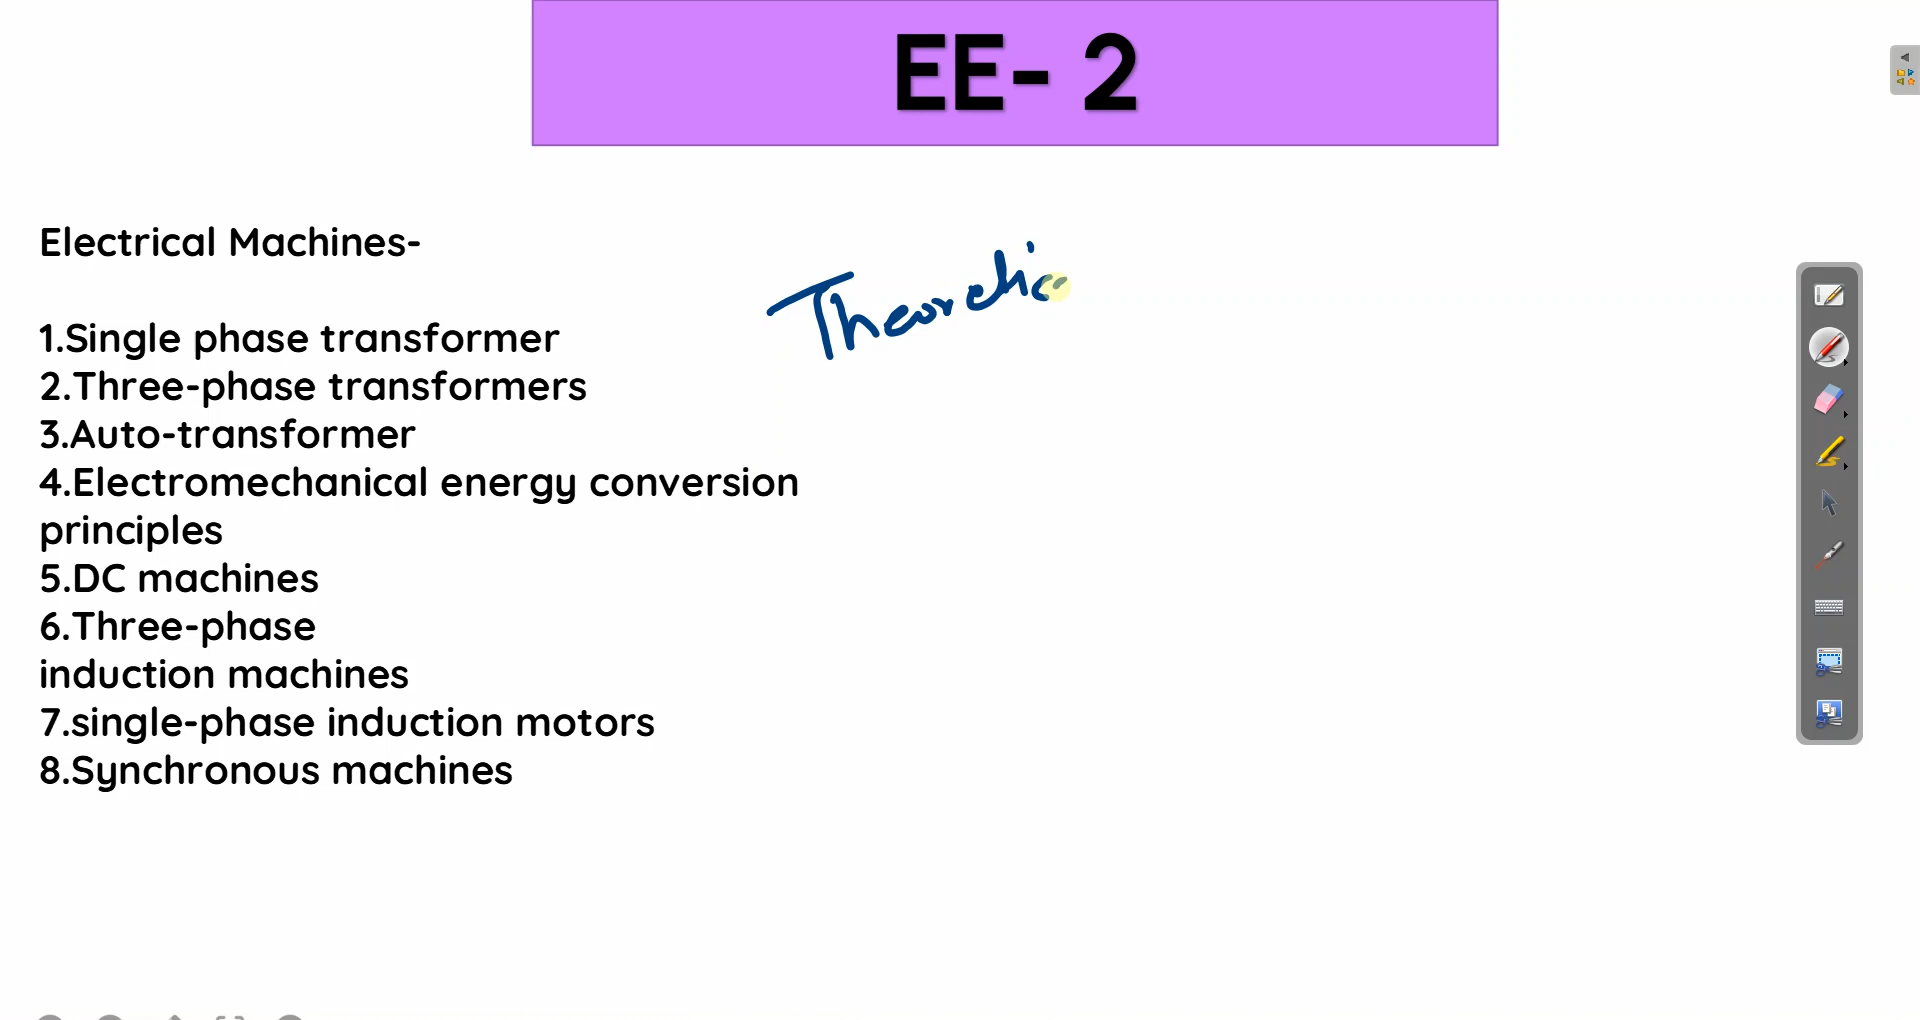 EE- 2
Electrical Machines-
Theoretic
1.Single phase transformer
2.Three-phase transformers
3.Auto-transformer
4.Electromechanical energy conversion
principles
5.DC machines
6.Three-phase
induction machines
7.single-phase induction motors
8.Synchronous machines